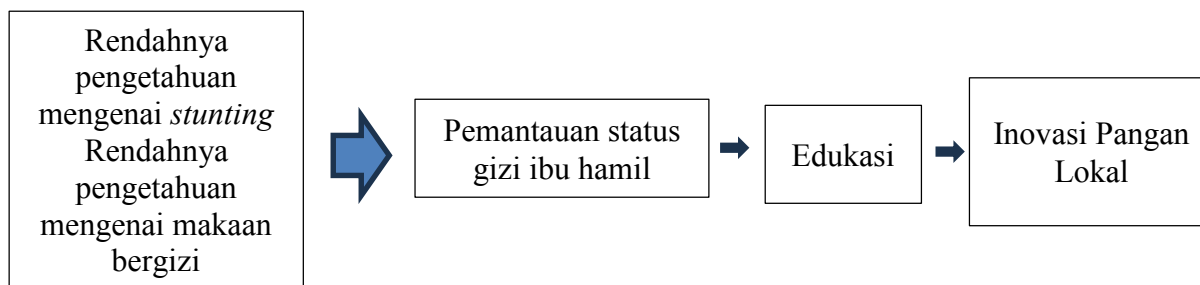 Rendahnya
pengetahuan
mengenai stunting
Rendahnya
pengetahuan
mengenai makaan
bergizi
Pemantauan status
gizi ibu hamil
Edukasi
Inovasi Pangan
Lokal